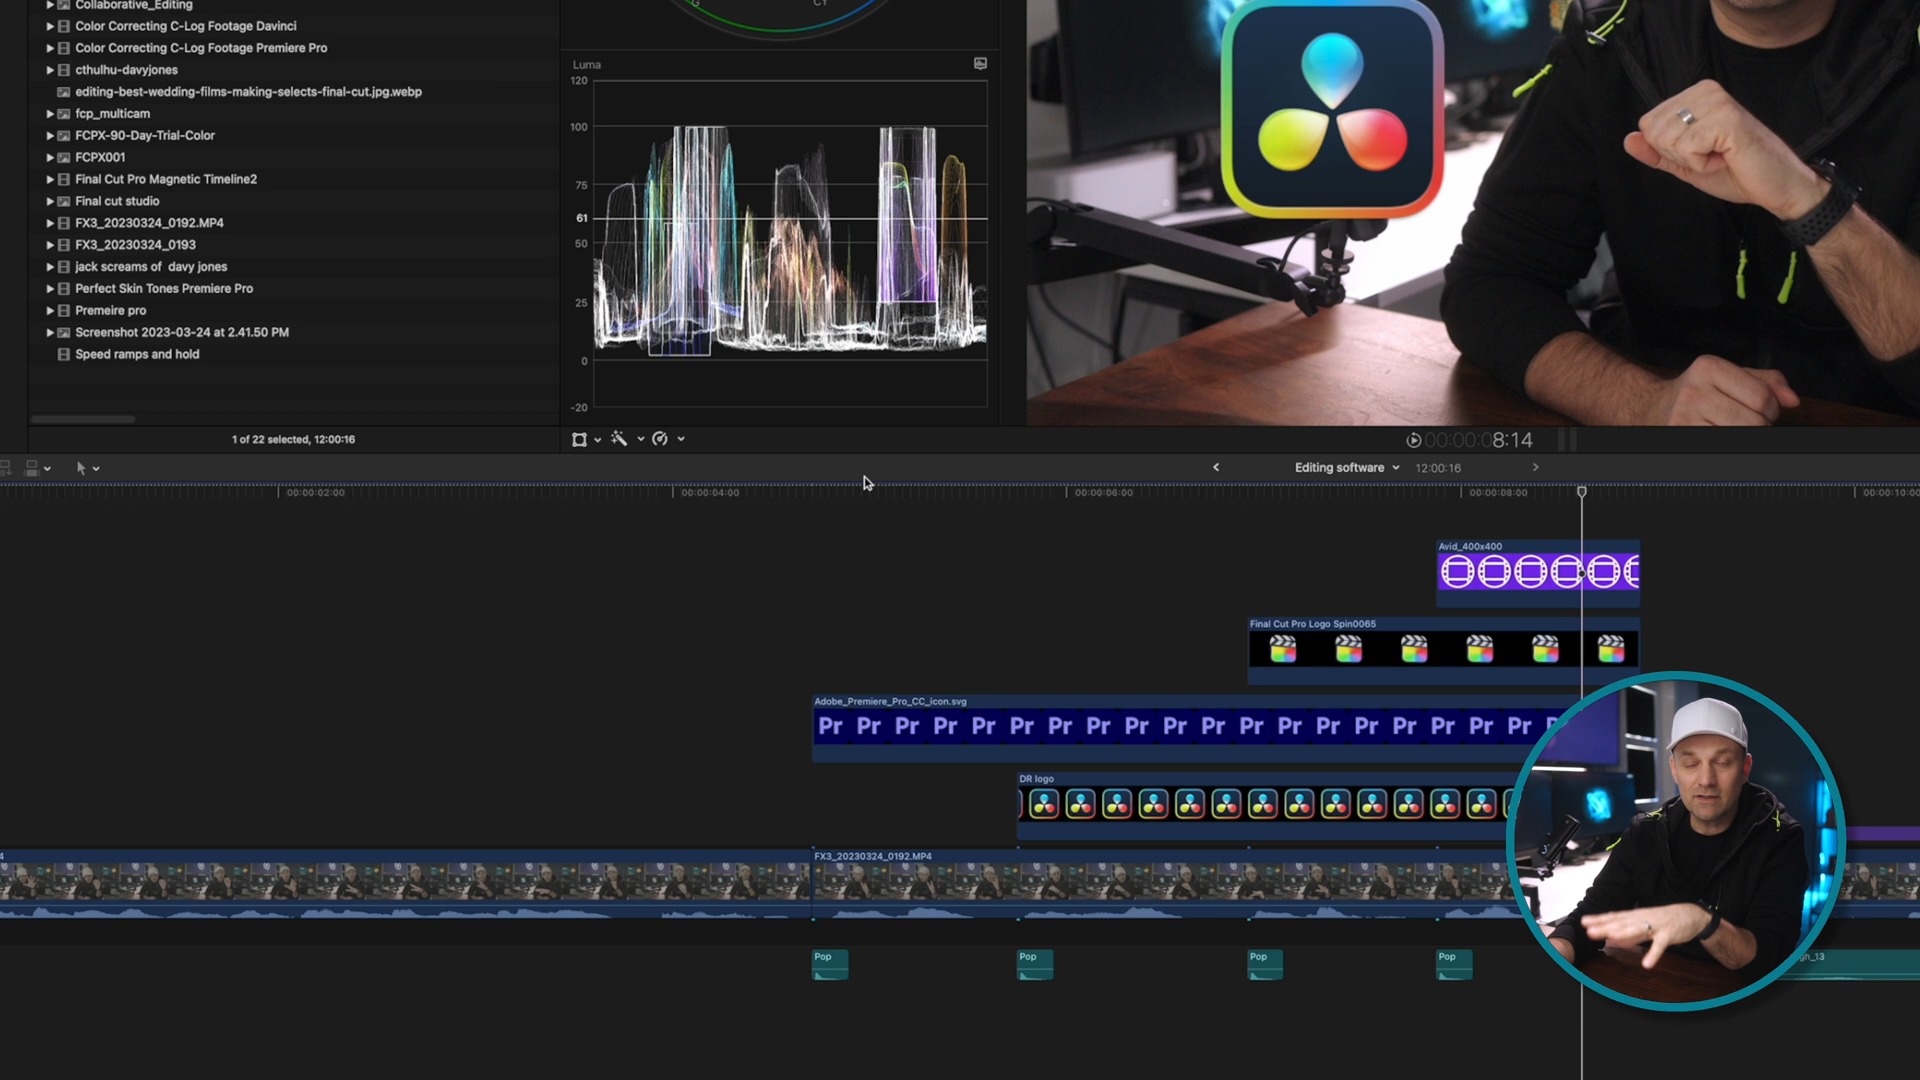 Collaborative_Editing
Color Correcting C-Log Footage Davinci
Color Correcting C-Log Footage Premiere Pro
cthulhu-davyjones
editing-best-wedding-films-making-selects-final-cut.jpg.webp
fcp_multicam
FCPX-90-Day-Trial-Color
FCPX001
Final Cut Pro Magnetic Timeline2
Final cut studio
FX3_20230324_0192.MP4
FX3_20230324_0193
jack screams of davy jones
Perfect Skin Tones Premiere Pro
Premeire pro
Screenshot 2023-03-24 at 2.41.50 PM
Speed ramps and hold
1 of 22 selected, 12:00:16
G
CY
Luma
120
100
75
61
50
25
0
-20
00:00:08:14
Editing software
12:00:16
00:00:02:00
00:00:04:00
00:00:06:00
00:00:08:00
00:00:10:00
Avid_400x400
Final Cut Pro Logo Spin0065
Adobe_Premiere_Pro_CC_icon.svg
Pr Pr Pr Pr Pr Pr Pr Pr Pr Pr Pr Pr Pr Pr Pr Pr Pr Pr Pr
DR logo
4
FX3_20230324_0192.MP4
Pop
Pop
Pop
Pop
gh_13